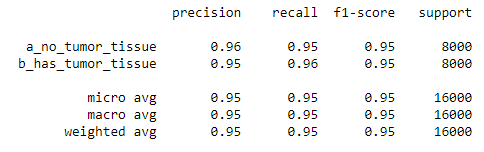 precision recall f1-score support
a_no_tumor_tissue 0.96 0.95 0.95 8000
b_has_tumor_tissue 0.95 0.96 0.95 8000
micro avg 0.95 0.95 0.95 16000
macro avg 0.95 0.95 0.95 16000
weighted avg 0.95 0.95 0.95 16000